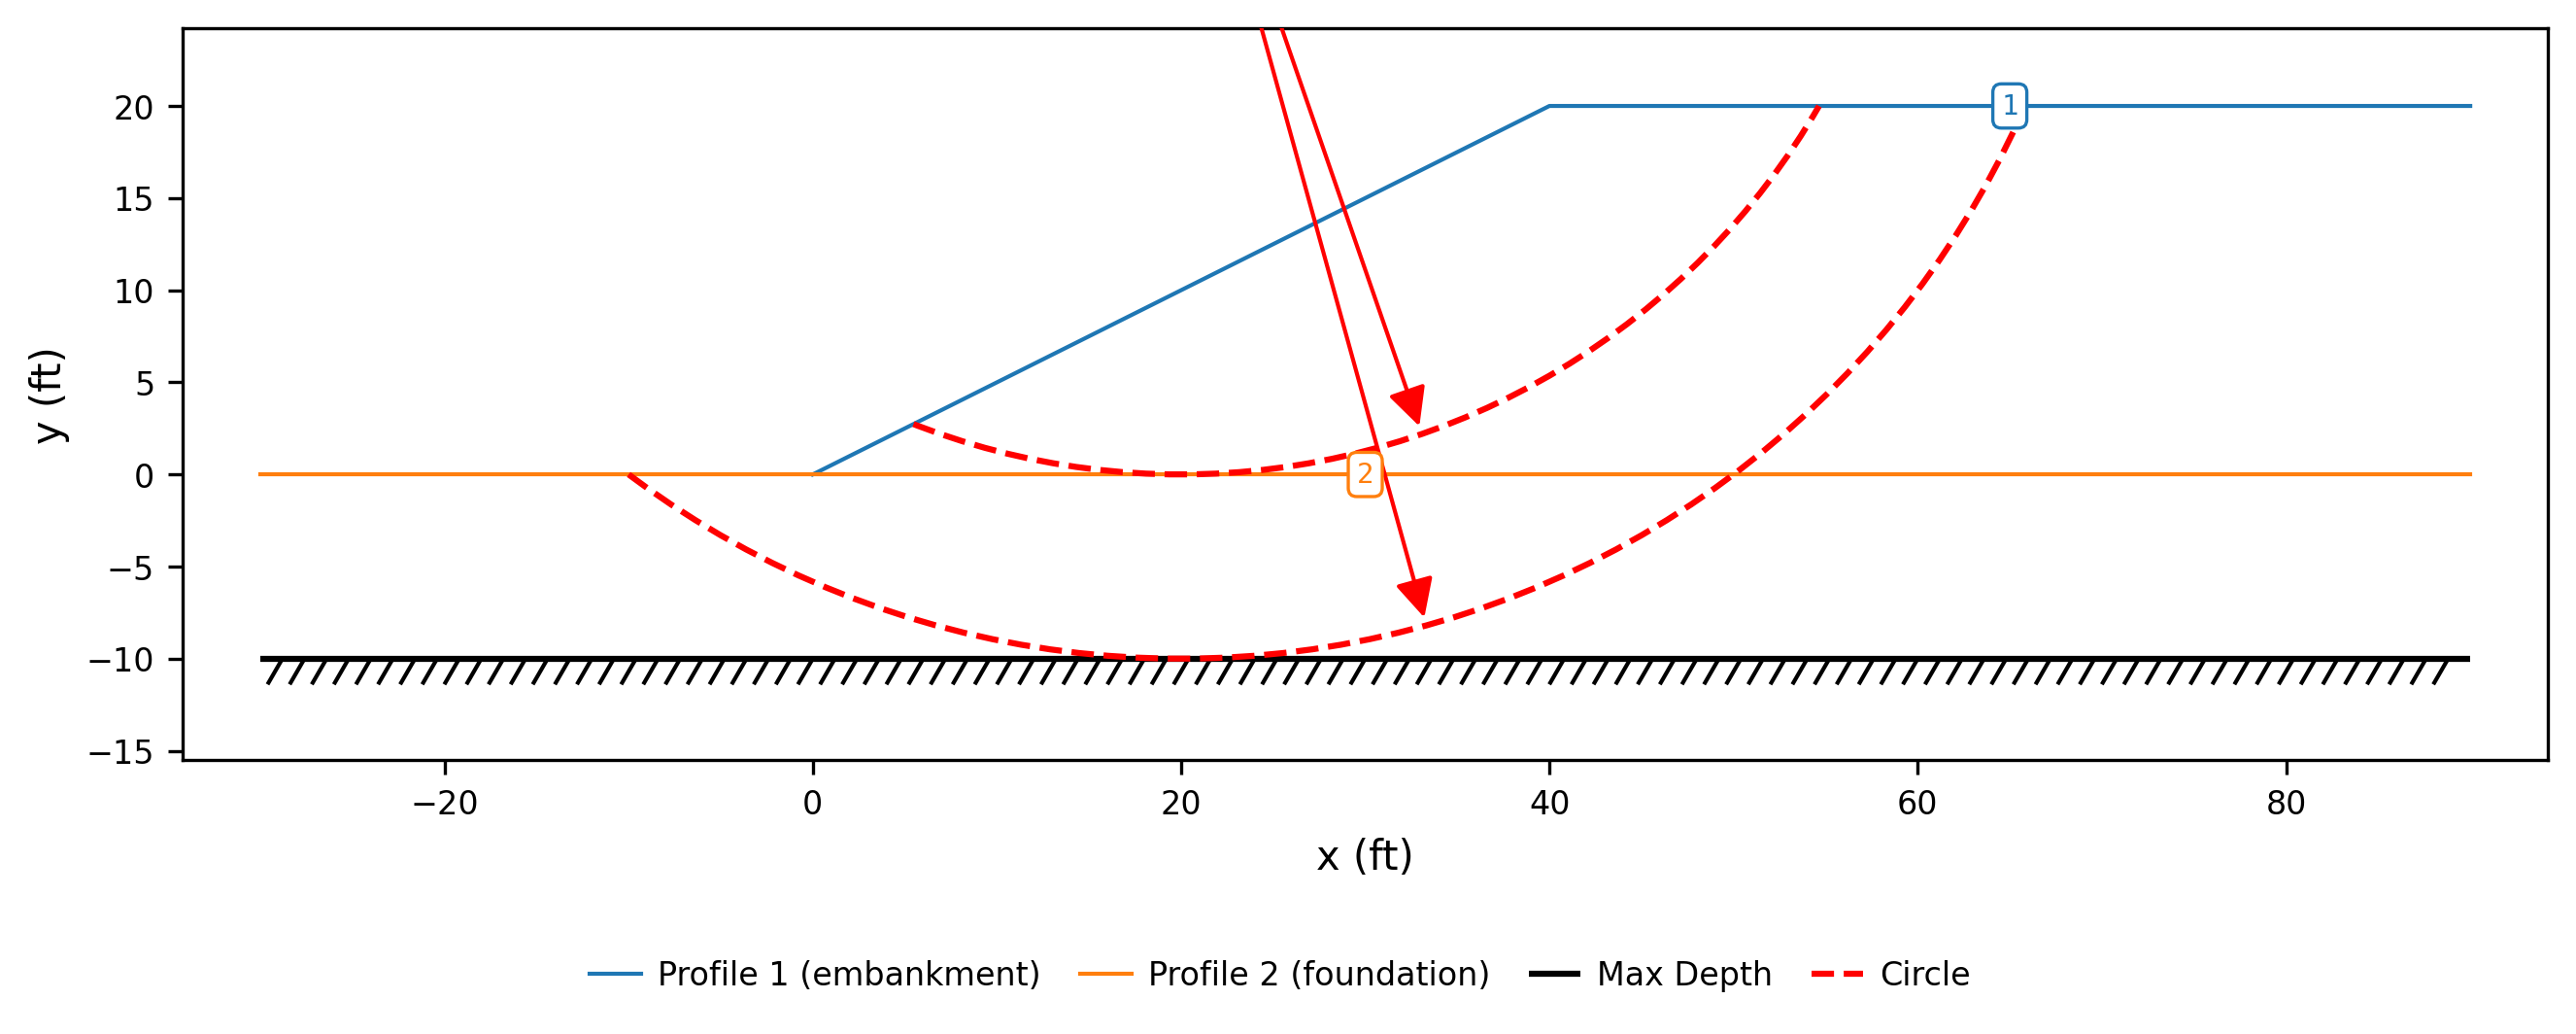 20
15
10
5
0
−5
−10
−15
y (ft)
1
2
−20 0 20 40 60 80
x (ft)
Profile 1 (embankment) Profile 2 (foundation) Max Depth Circle